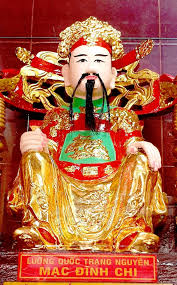 LƯỠNG QUỐC TRẠNG NGUYÊN
MẠC ĐĨNH CHI